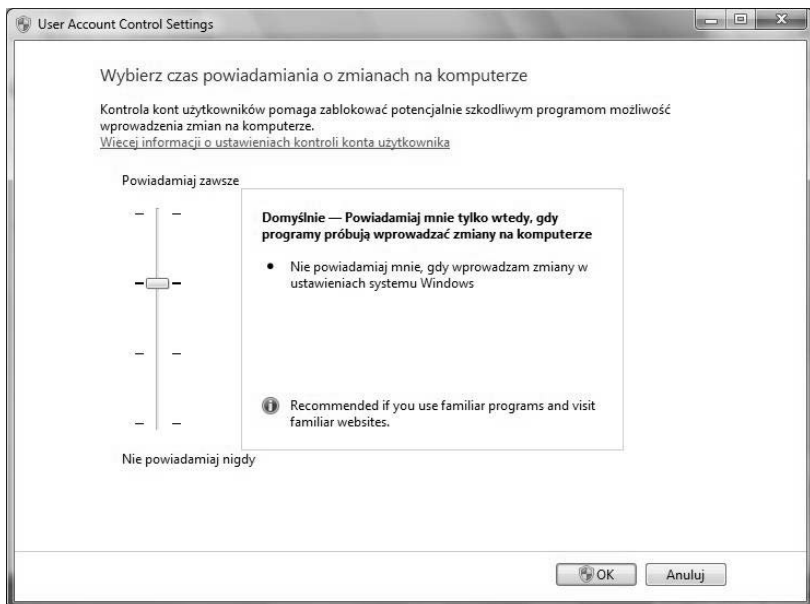 User Account Control Settings
Wybierz czas powiadamiania o zmianach na komputerze
Kontrola kont użytkowników pomaga zablokować potencjalnie szkodliwym programom możliwość
wprowadzenia zmian na komputerze.
Więcej informacji o ustawieniach kontroli konta użytkownika
Powiadamiaj zawsze
Domyślnie — Powiadamiaj mnie tylko wtedy, gdy
programy próbują wprowadzać zmiany na komputerze
• Nie powiadamiaj mnie, gdy wprowadzam zmiany w
ustawieniach systemu Windows
Recommended if you use familiar programs and visit
familiar websites.
Nie powiadamiaj nigdy
OK Anuluj